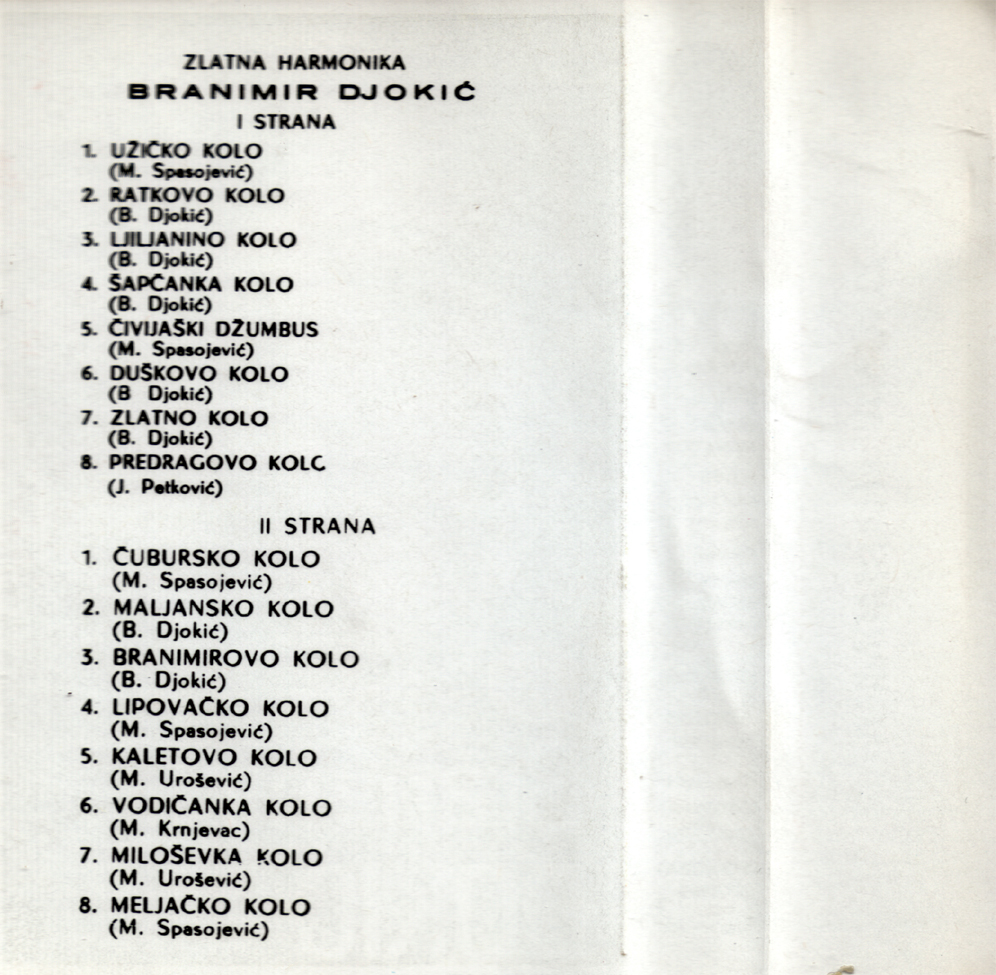 ZLATNA HARMONIKA
BRANIMIR DJOKIĆ
I STRANA
1. UŽIČKO KOLO
(M. Spasojević)
2. RATKOVO KOLO
(B. Djokić)
3. LJILJANINO KOLO
(B. Djokić)
4. ŠAPČANKA KOLO
(B. Djokić)
5. ČIVIJAŠKI DŽUMBUS
(M. Spasojević)
6. DUŠKOVO KOLO
(B Djokić)
7. ZLATNO KOLO
(B. Djokić)
8. PREDRAGOVO KOLO
(J. Petković)
II STRANA
1. ČUBURSKO KOLO
(M. Spasojević)
2. MALJANSKO KOLO
(B. Djokić)
3. BRANIMIROVO KOLO
(B. Djokić)
4. LIPOVAČKO KOLO
(M. Spasojević)
5. KALETOVO KOLO
(M. Urošević)
6. VODIČANKA KOLO
(M. Krnjevac)
7. MILOŠEVKA KOLO
(M. Urošević)
8. MELJAČKO KOLO
(M. Spasojević)